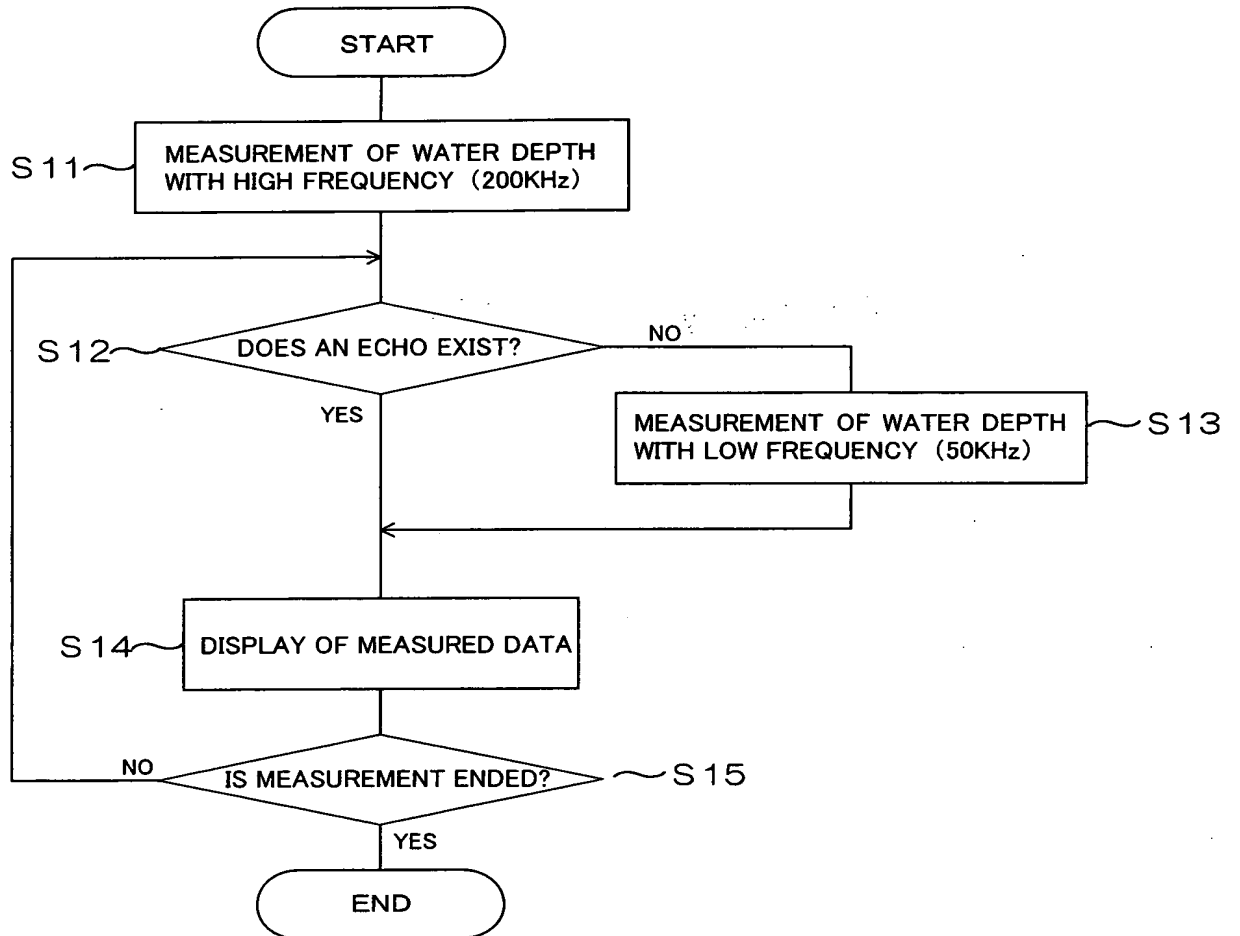 START
S11
MEASUREMENT OF WATER DEPTH
WITH HIGH FREQUENCY (200KHz)
S12
DOES AN ECHO EXIST?
NO
YES
MEASUREMENT OF WATER DEPTH
WITH LOW FREQUENCY (50KHz)
S13
S14
DISPLAY OF MEASURED DATA
NO
IS MEASUREMENT ENDED?
S15
YES
END